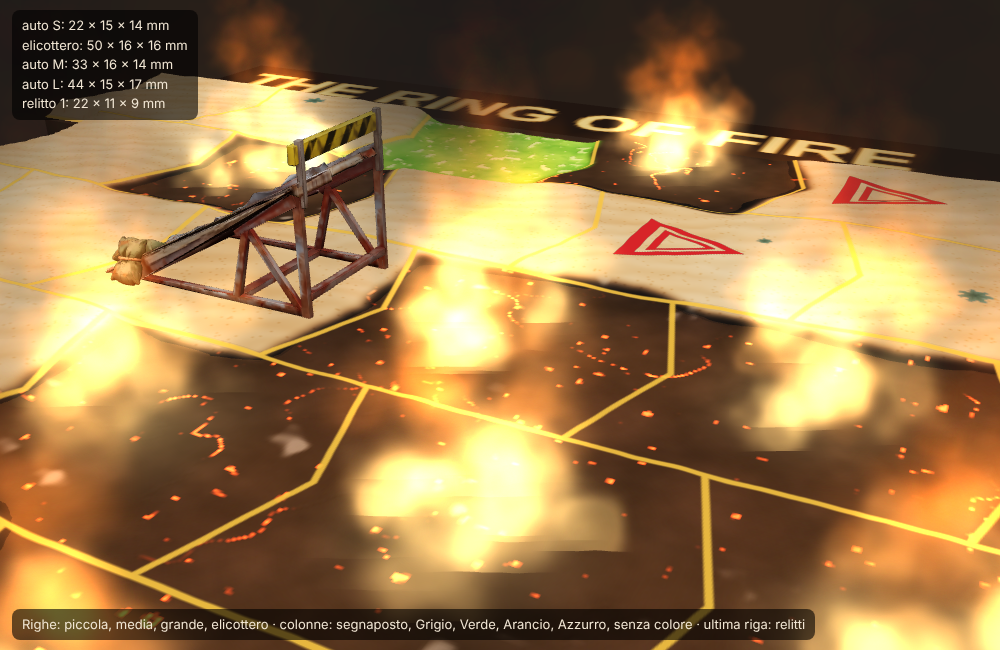 auto S: 22 × 15 × 14 mm
elicottero: 50 × 16 × 16 mm
auto M: 33 × 16 × 14 mm
auto L: 44 × 15 × 17 mm
relitto 1: 22 × 11 × 9 mm
THE RING OF FIRE
Righe: piccola, media, grande, elicottero · colonne: segnaposto, Grigio, Verde, Arancio, Azzurro, senza colore · ultima riga: relitti